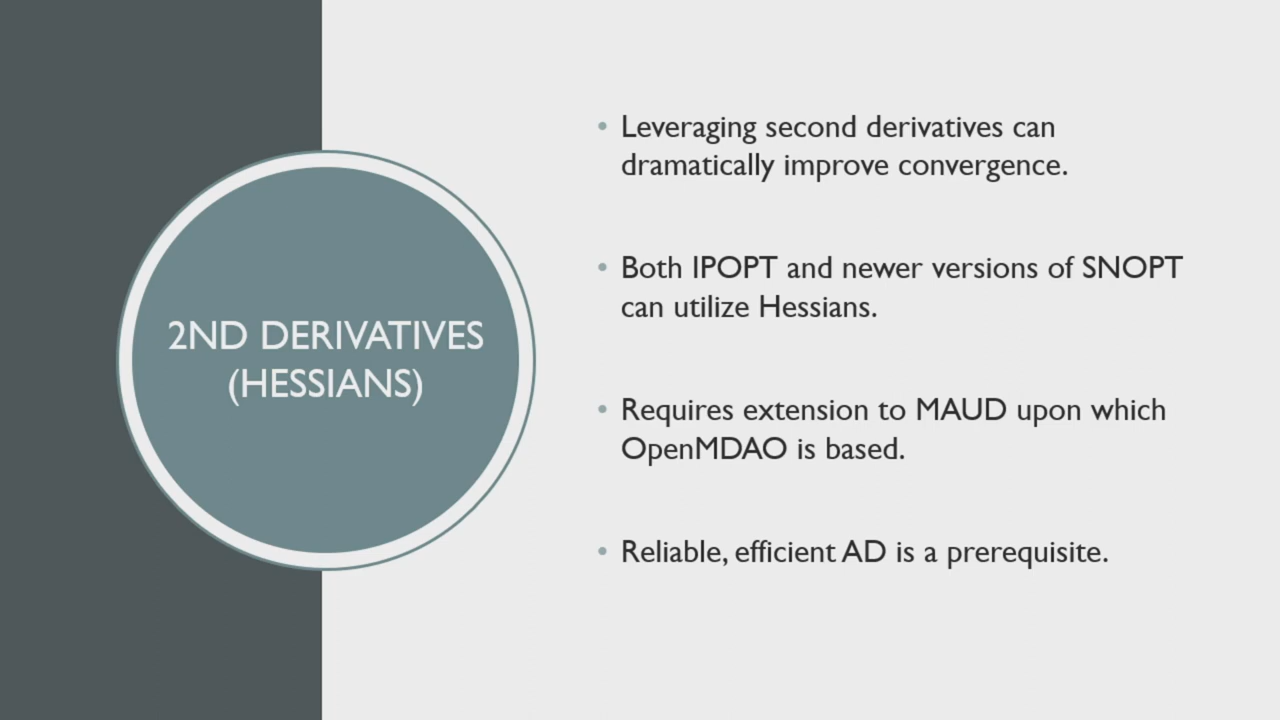 2ND DERIVATIVES
(HESSIANS)
• Leveraging second derivatives can
dramatically improve convergence.
• Both IPOPT and newer versions of SNOPT
can utilize Hessians.
• Requires extension to MAUD upon which
OpenMDAO is based.
• Reliable, efficient AD is a prerequisite.